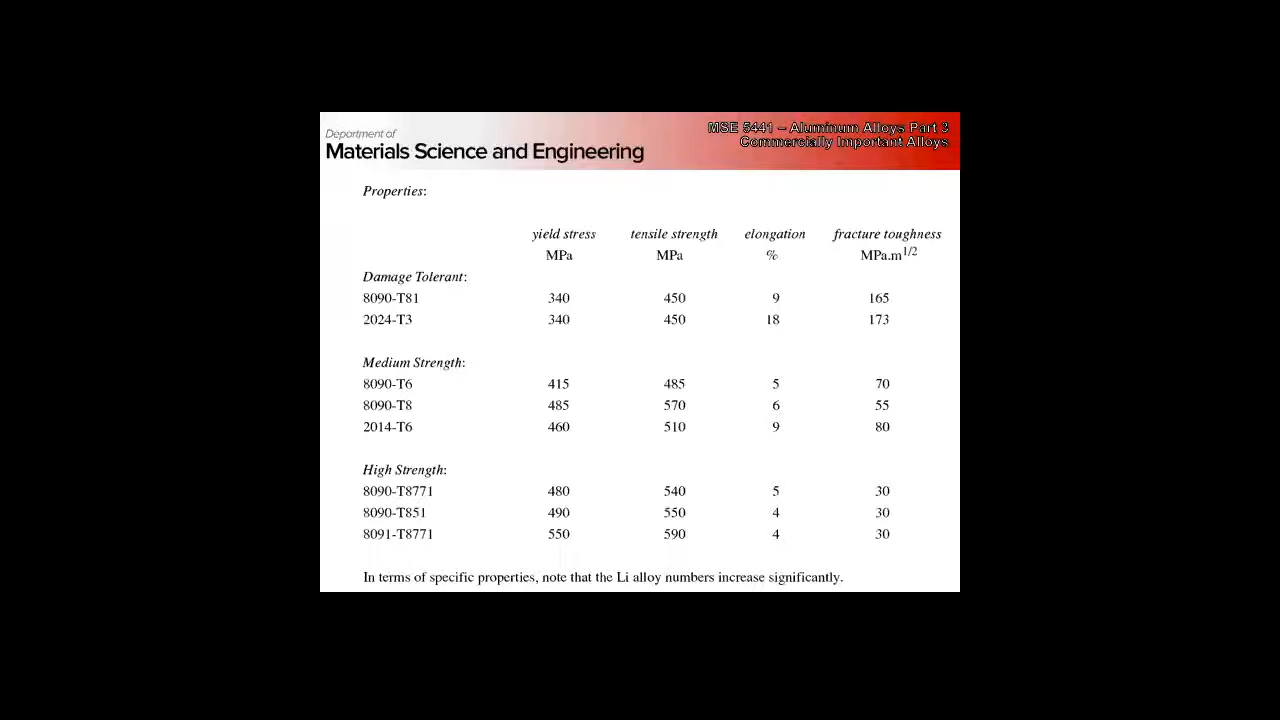 Department of
Materials Science and Engineering
MSE 5441 – Aluminum Alloys Part 3
Commercially Important Alloys
Properties:
yield stress tensile strength elongation fracture toughness
MPa MPa % MPa.m1/2
Damage Tolerant:
8090-T81 340 450 9 165
2024-T3 340 450 18 173
Medium Strength:
8090-T6 415 485 5 70
8090-T8 485 570 6 55
2014-T6 460 510 9 80
High Strength:
8090-T8771 480 540 5 30
8090-T851 490 550 4 30
8091-T8771 550 590 4 30
In terms of specific properties, note that the Li alloy numbers increase significantly.